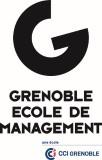 GRENOBLE
ECOLE DE
MANAGEMENT
une école
CCI GRENOBLE